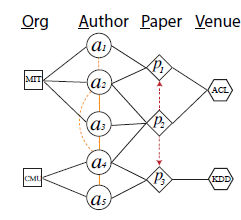 Org Author Paper Venue
a1
MIT a2 p1 ACL
a3 p2
CMU a4 p3 KDD
a5